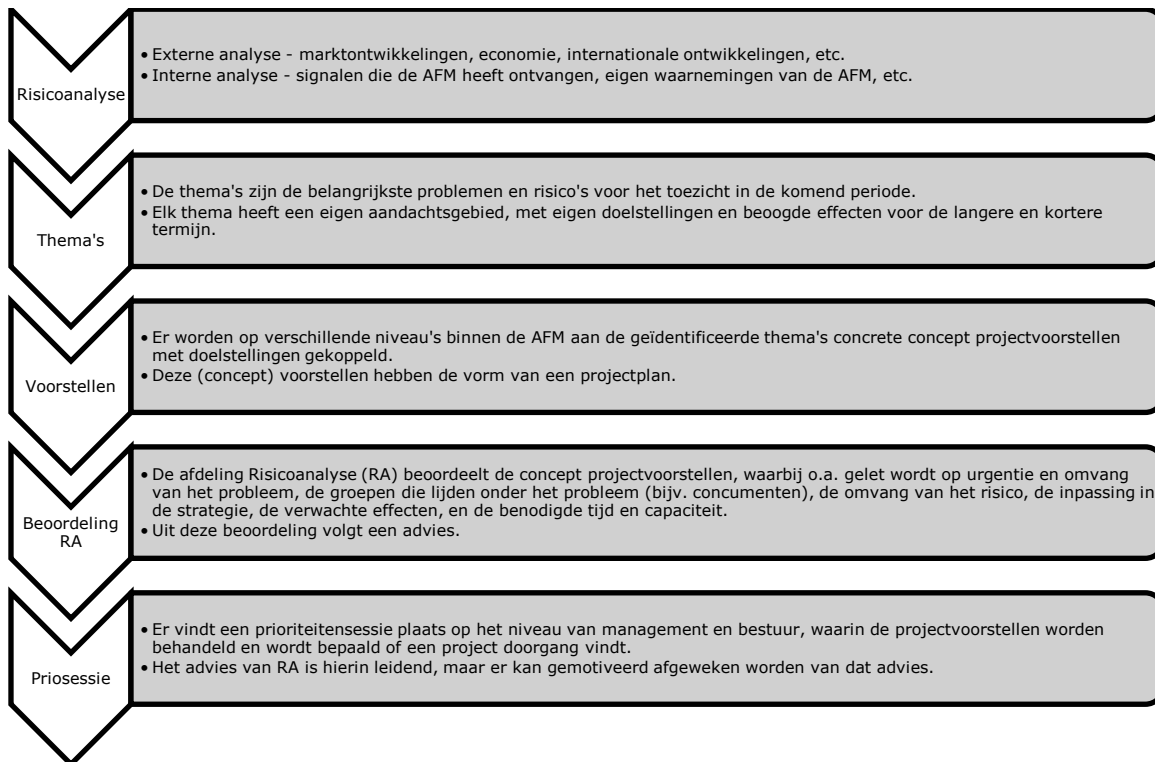 Risicoanalyse
• Externe analyse - marktontwikkelingen, economie, internationale ontwikkelingen, etc.
• Interne analyse - signalen die de AFM heeft ontvangen, eigen waarnemingen van de AFM, etc.
Thema's
• De thema's zijn de belangrijkste problemen en risico's voor het toezicht in de komend periode.
• Elk thema heeft een eigen aandachtsgebied, met eigen doelstellingen en beoogde effecten voor de langere en kortere
termijn.
Voorstellen
• Er worden op verschillende niveau's binnen de AFM aan de geïdentificeerde thema's concrete concept projectvoorstellen
met doelstellingen gekoppeld.
• Deze (concept) voorstellen hebben de vorm van een projectplan.
Beoordeling
RA
• De afdeling Risicoanalyse (RA) beoordeelt de concept projectvoorstellen, waarbij o.a. gelet wordt op urgentie en omvang
van het probleem, de groepen die lijden onder het probleem (bijv. concumenten), de omvang van het risico, de inpassing in
de strategie, de verwachte effecten, en de benodigde tijd en capaciteit.
• Uit deze beoordeling volgt een advies.
Priosessie
• Er vindt een prioriteitensessie plaats op het niveau van management en bestuur, waarin de projectvoorstellen worden
behandeld en wordt bepaald of een project doorgang vindt.
• Het advies van RA is hierin leidend, maar er kan gemotiveerd afgeweken worden van dat advies.